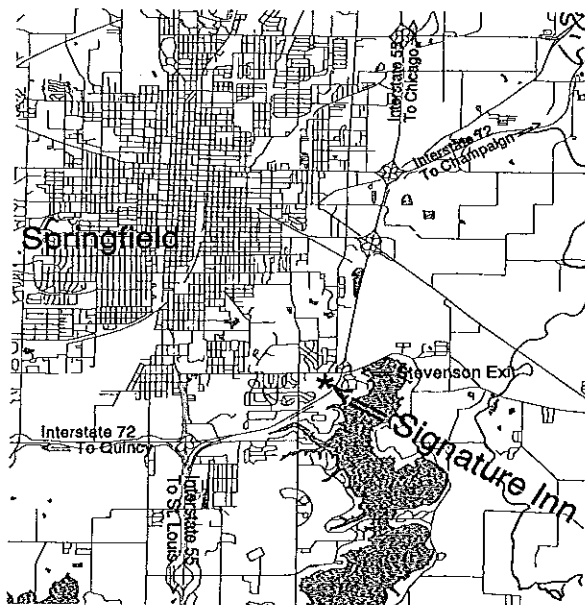 Interstate 55
To Chicago
Interstate 72
To Champaign
Springfield
Stevenson Exit
*
Signature Inn
Interstate 72
To Quincy
Interstate 55
To St. Louis